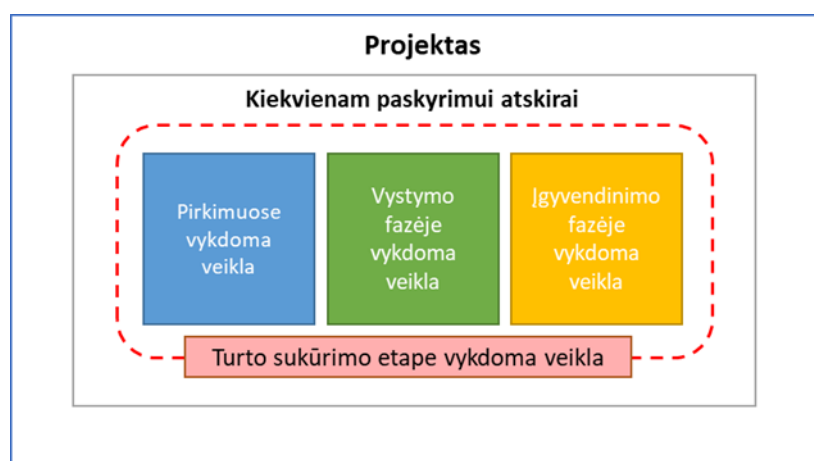 Projektas
Kiekvienam paskyrimui atskirai
Pirkimuose
vykdoma
veikla
Vystymo
fazėje
vykdoma
veikla
Įgyvendinimo
fazėje
vykdoma
veikla
Turto sukūrimo etape vykdoma veikla